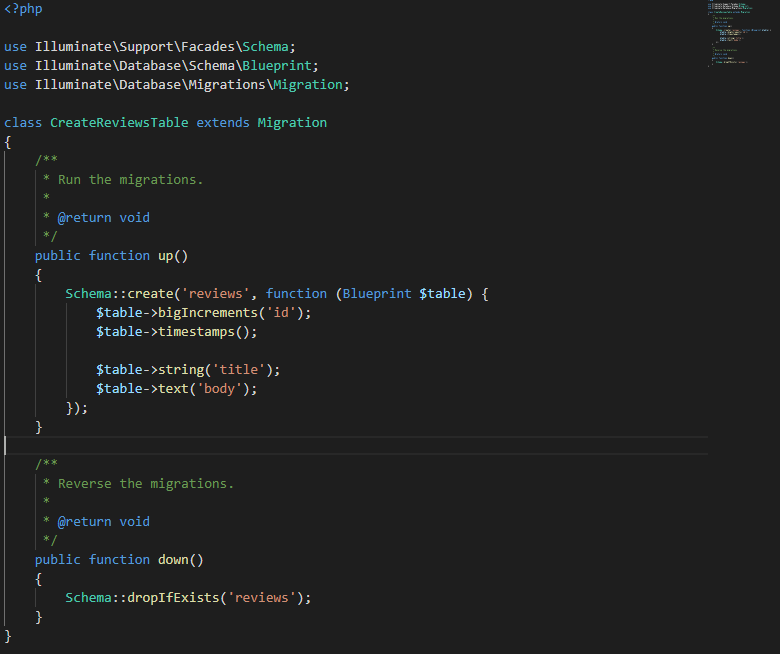 <?php

use Illuminate\Support\Facades\Schema;
use Illuminate\Database\Schema\Blueprint;
use Illuminate\Database\Migrations\Migration;

class CreateReviewsTable extends Migration
{
    /**
     * Run the migrations.
     *
     * @return void
     */
    public function up()
    {
        Schema::create('reviews', function (Blueprint $table) {
            $table->bigIncrements('id');
            $table->timestamps();

            $table->string('title');
            $table->text('body');
        });
    }

    /**
     * Reverse the migrations.
     *
     * @return void
     */
    public function down()
    {
        Schema::dropIfExists('reviews');
    }
}